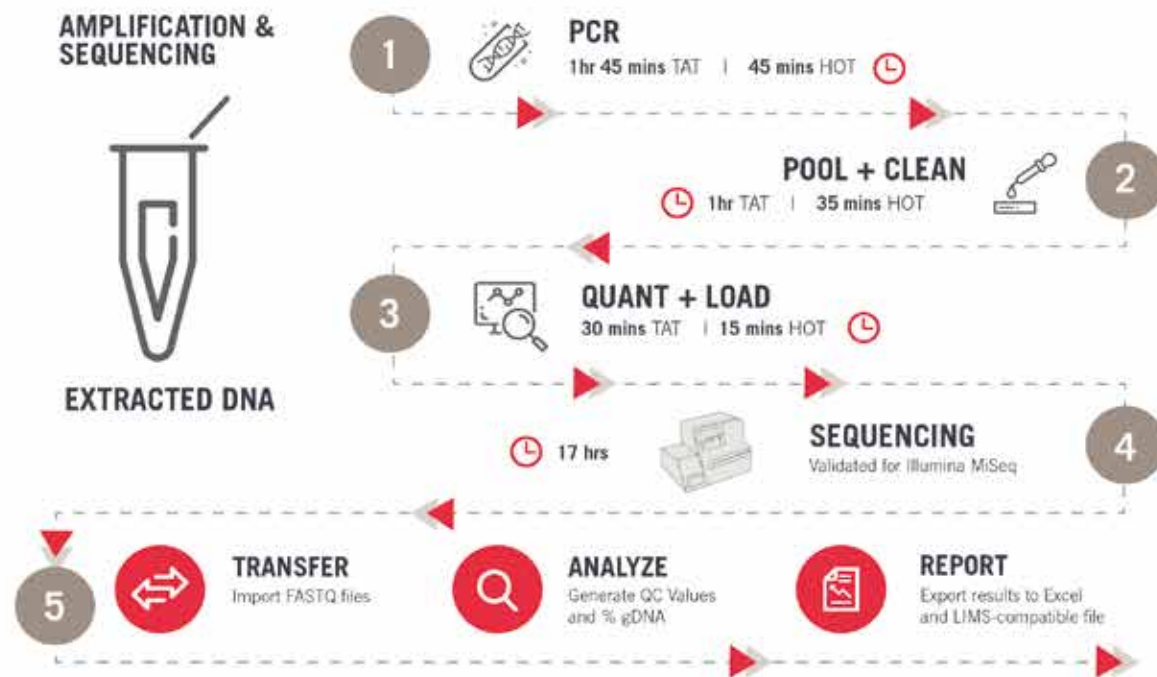 AMPLIFICATION &
SEQUENCING
EXTRACTED DNA
1
PCR
1hr 45 mins TAT | 45 mins HOT
2
POOL + CLEAN
1hr TAT | 35 mins HOT
3
QUANT + LOAD
30 mins TAT | 15 mins HOT
4
17 hrs
SEQUENCING
Validated for Illumina MiSeq
5
TRANSFER
Import FASTQ files
ANALYZE
Generate QC Values
and % gDNA
REPORT
Export results to Excel
and LIMS-compatible file